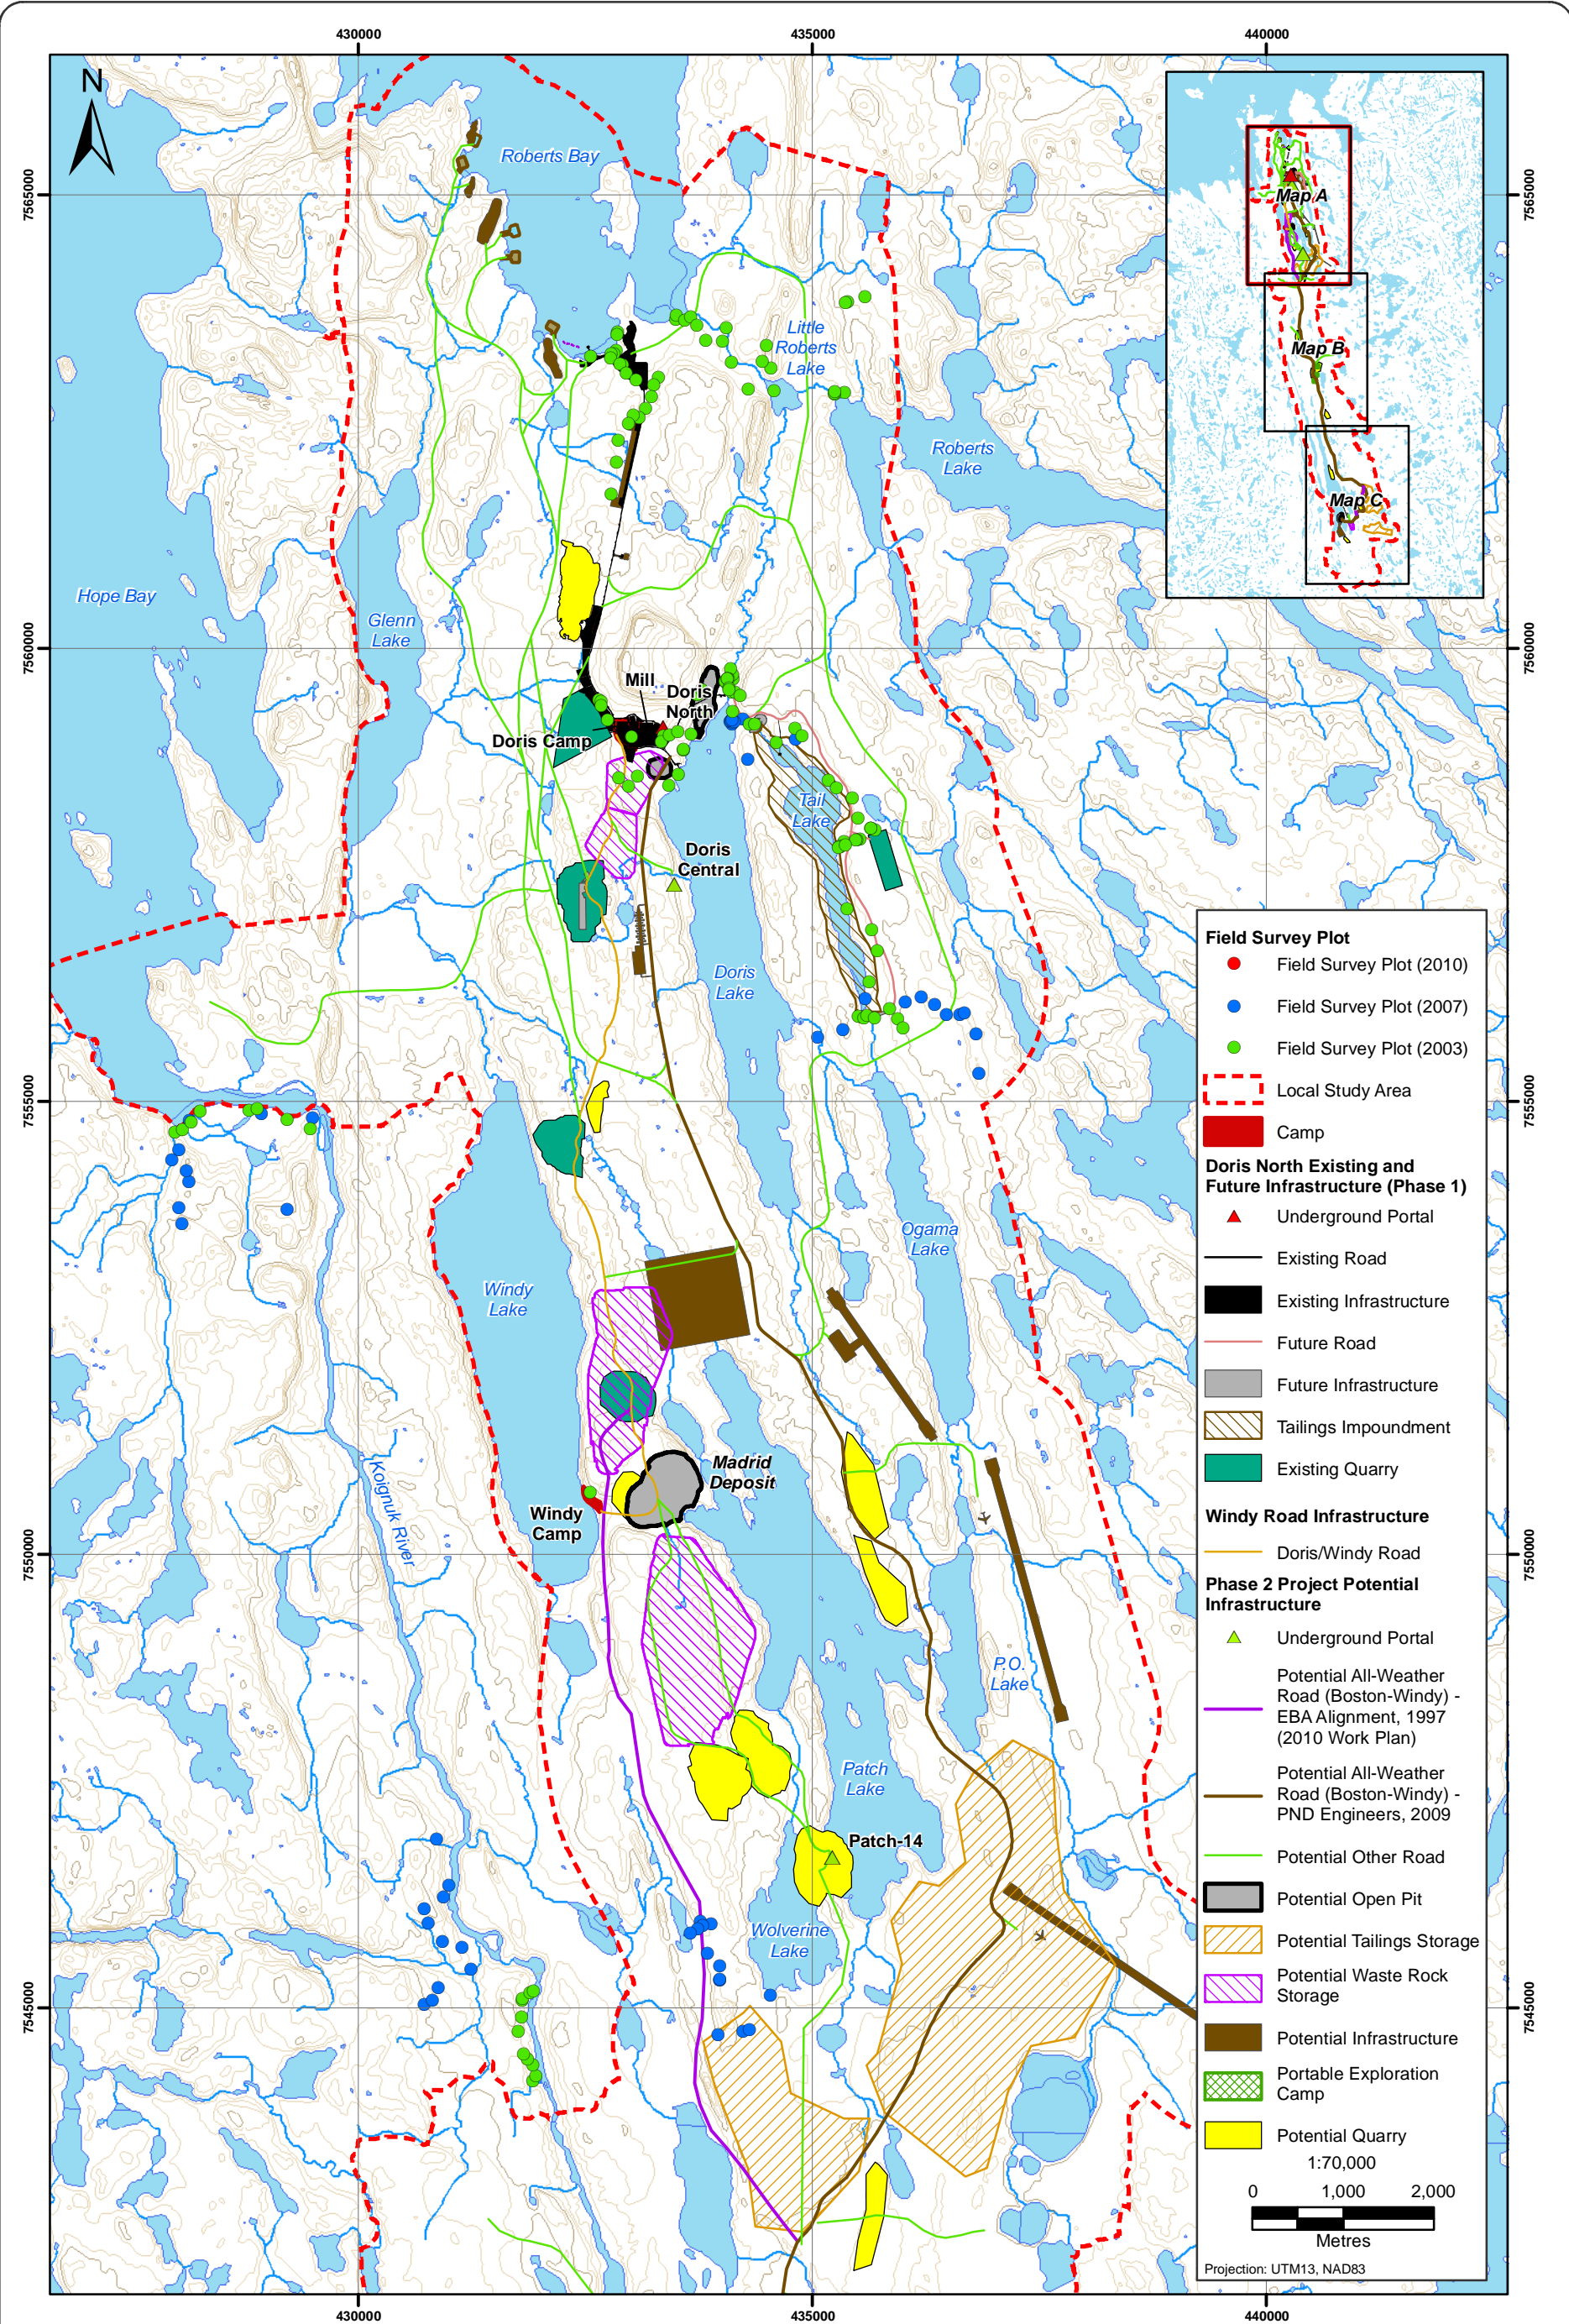 430000
435000
440000
N
Roberts Bay
7565000
7565000
Map A
Little
Roberts
Lake
Map B
Roberts
Lake
Map C
Hope Bay
Glenn
Lake
7560000
7560000
Mill
Doris
North
Doris Camp
Tail
Lake
Doris
Central
Doris
Lake
7555000
7555000
Ogama
Lake
Windy
Lake
Madrid
Deposit
Koignuk River
Windy
Camp
7550000
7550000
P.O.
Lake
Patch
Lake
Patch-14
Wolverine
Lake
7545000
7545000
Field Survey Plot
Field Survey Plot (2010)
Field Survey Plot (2007)
Field Survey Plot (2003)
Local Study Area
Camp
Doris North Existing and
Future Infrastructure (Phase 1)
Underground Portal
Existing Road
Existing Infrastructure
Future Road
Future Infrastructure
Tailings Impoundment
Existing Quarry
Windy Road Infrastructure
Doris/Windy Road
Phase 2 Project Potential
Infrastructure
Underground Portal
Potential All-Weather
Road (Boston-Windy) -
EBA Alignment, 1997
(2010 Work Plan)
Potential All-Weather
Road (Boston-Windy) -
PND Engineers, 2009
Potential Other Road
Potential Open Pit
Potential Tailings Storage
Potential Waste Rock
Storage
Potential Infrastructure
Portable Exploration
Camp
Potential Quarry
1:70,000
0 1,000 2,000
Metres
Projection: UTM13, NAD83
430000
435000
440000